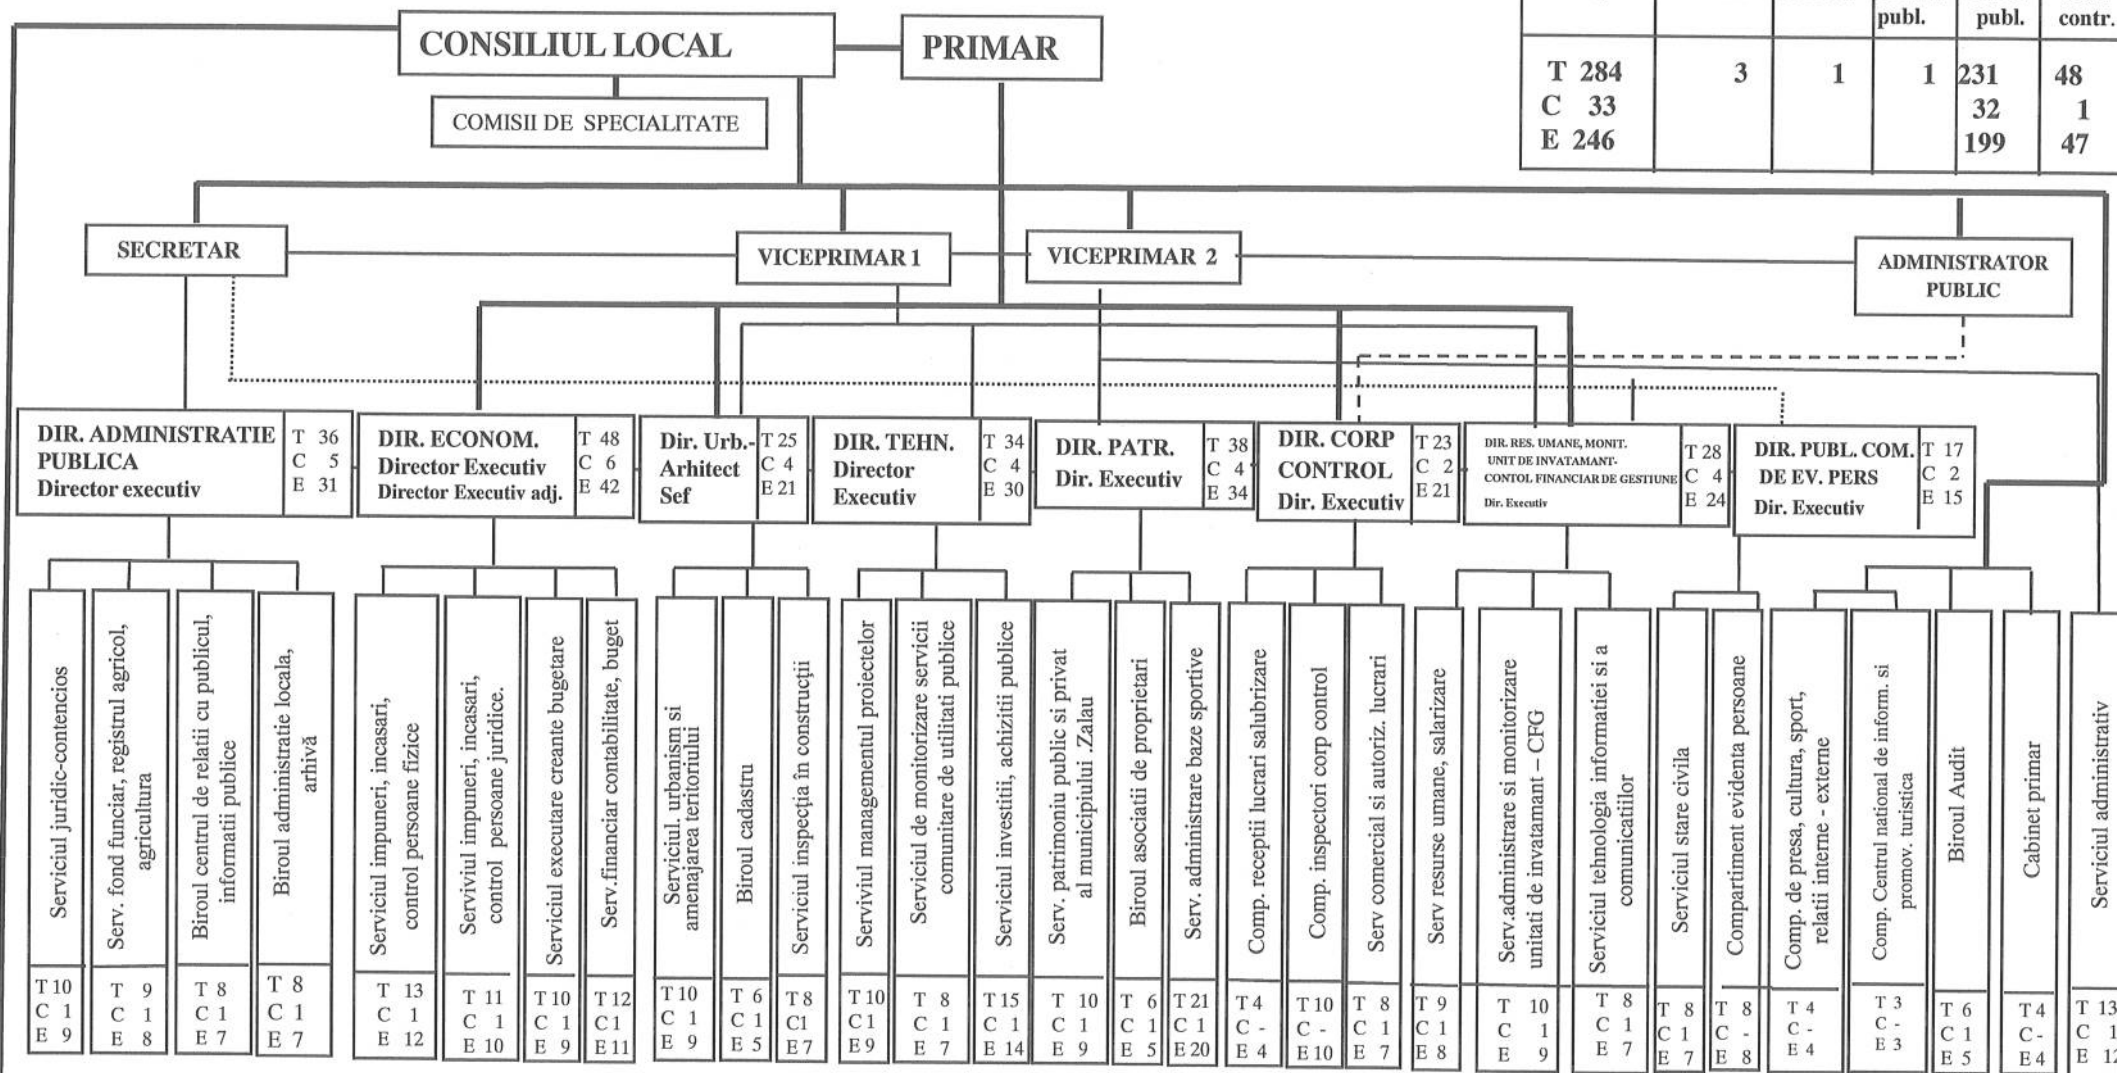 publ. publ. contr.
CONSILIUL LOCAL
PRIMAR
T 284 3 1 1 231 48
C 33 32 1
E 246 199 47
COMISII DE SPECIALITATE
SECRETAR
VICEPRIMAR 1
VICEPRIMAR 2
ADMINISTRATOR
PUBLIC
DIR. ADMINISTRATIE
PUBLICA
Director executiv
T 36
C 5
E 31
DIR. ECONOM.
Director Executiv
Director Executiv adj.
T 48
C 6
E 42
Dir. Urb.-
Arhitect
Sef
T 25
C 4
E 21
DIR. TEHN.
Director
Executiv
T 34
C 4
E 30
DIR. PATR.
Dir. Executiv
T 38
C 4
E 34
DIR. CORP
CONTROL
Dir. Executiv
T 23
C 2
E 21
DIR. RES. UMANE, MONIT.
UNIT DE INVATAMANT-
CONTOL FINANCIAR DE GESTIUNE
Dir. Executiv
T 28
C 4
E 24
DIR. PUBL. COM.
DE EV. PERS
Dir. Executiv
T 17
C 2
E 15
Serviciul juridic-contencios
T 10
C 1
E 9
Serv. fond funciar, registrul agricol,
agricultura
T 9
C 1
E 8
Biroul centrul de relatii cu publicul,
informatii publice
T 8
C 1
E 7
Biroul administratie locala,
arhivă
T 8
C 1
E 7
Serviciul impuneri, incasari,
control persoane fizice
T 13
C 1
E 12
Serviviul impuneri, incasari,
control persoane juridice.
T 11
C 1
E 10
Serviciul executare creante bugetare
T 10
C 1
E 9
Serv.financiar contabilitate, buget
T 12
C1
E 11
Serviciul. urbanism si
amenajarea teritoriului
T 10
C 1
E 9
Biroul cadastru
T 6
C 1
E 5
Serviciul inspecția în construcții
T 8
C1
E7
Serviviul managementul proiectelor
T 10
C1
E9
Serviciul de monitorizare servicii
comunitare de utilitati publice
T 8
C 1
E 7
Serviciul investitii, achizitii publice
T 15
C 1
E 14
Serv. patrimoniu public si privat
al municipiului .Zalau
T 10
C 1
E 9
Biroul asociatii de proprietari
T 6
C 1
E 5
Serv. administrare baze sportive
T 21
C 1
E 20
Comp. receptii lucrari salubrizare
T 4
C -
E 4
Comp. inspectori corp control
T 10
C -
E 10
Serv comercial si autoriz. lucrari
T 8
C 1
E 7
Serv resurse umane, salarizare
T 9
C 1
E 8
Serv.administrare si monitorizare
unitati de invatamant – CFG
T 10
C 1
E 9
Serviciul tehnologia informatiei si a
comunicatiilor
T 8
C 1
E 7
Serviciul stare civila
T 8
C 1
E 7
Compartiment evidenta persoane
T 8
C -
E 8
Comp. de presa, cultura, sport,
relatii interne - externe
T 4
C -
E 4
Comp. Centrul national de inform. si
promov. turistica
T 3
C -
E 3
Biroul Audit
T 6
C 1
E 5
Cabinet primar
T 4
C -
E 4
Serviciul administrativ
T 13
C 1
E 12